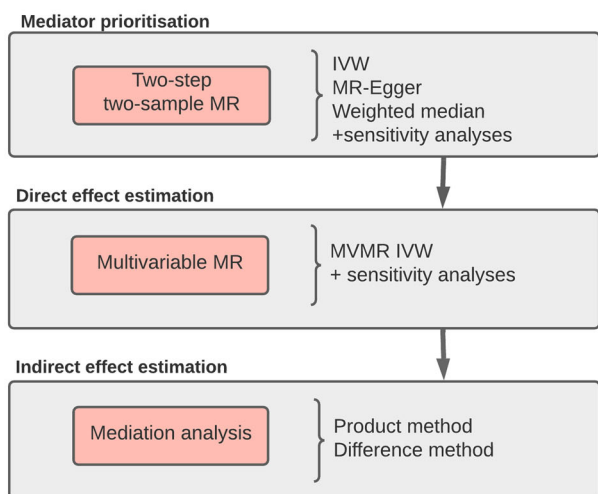 Mediator prioritisation
Two-step
two-sample MR
IVW
MR-Egger
Weighted median
+sensitivity analyses
Direct effect estimation
Multivariable MR
MVMR IVW
+ sensitivity analyses
Indirect effect estimation
Mediation analysis
Product method
Difference method